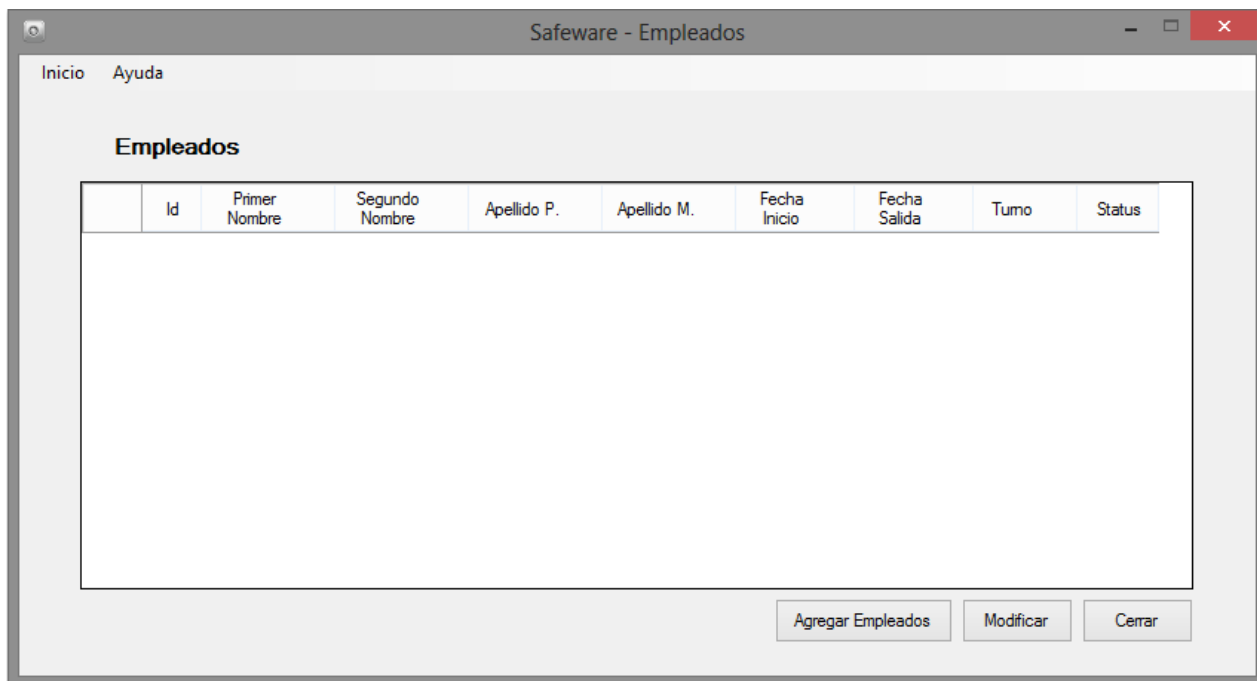 Safeware - Empleados
Inicio Ayuda
Empleados
Id Primer Nombre Segundo Nombre Apellido P. Apellido M. Fecha Inicio Fecha Salida Turno Status
Agregar Empleados Modificar Cerrar